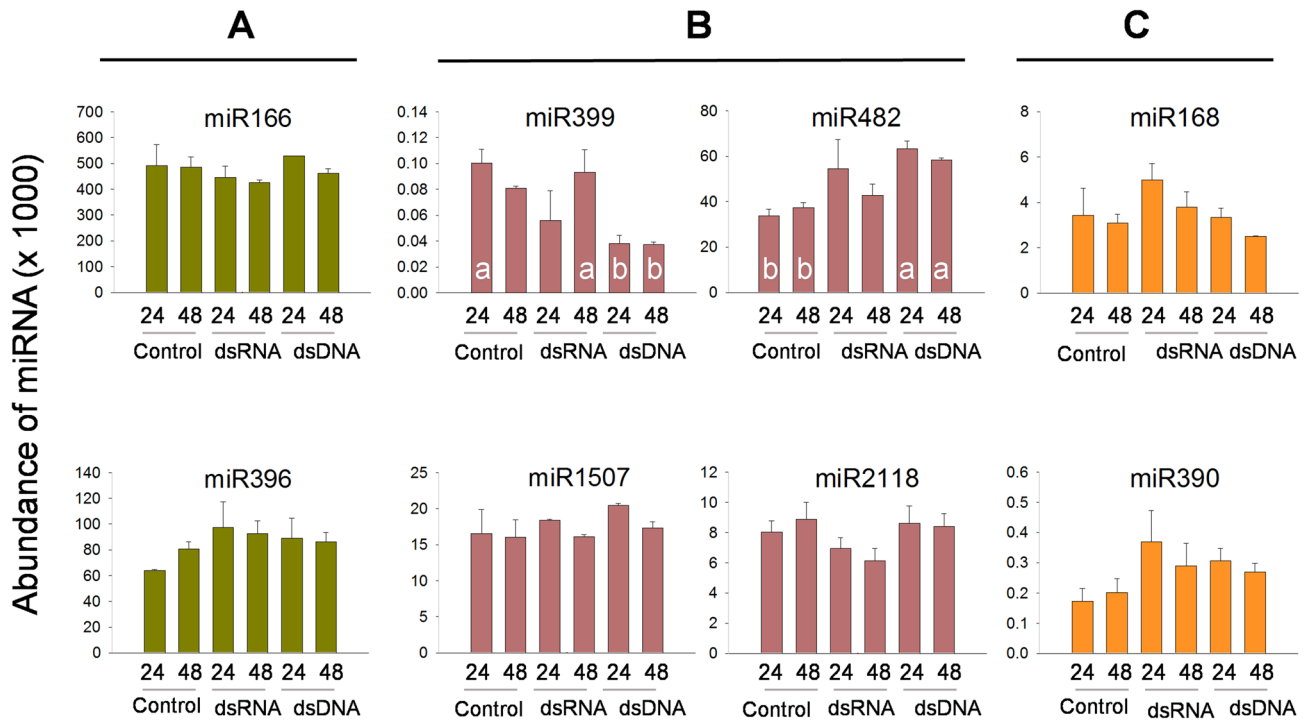 A
B
C
Abundance of miRNA (x 1000)
miR166
700
600
500
400
300
200
100
0
24 48 24 48 24 48
Control dsRNA dsDNA
miR399
0.14
0.12
0.10
0.08
0.06
0.04
0.02
0.00
a a b b
24 48 24 48 24 48
Control dsRNA dsDNA
miR482
80
60
40
20
0
b b a a
24 48 24 48 24 48
Control dsRNA dsDNA
miR168
8
6
4
2
0
24 48 24 48 24 48
Control dsRNA dsDNA
miR396
140
120
100
80
60
40
20
0
24 48 24 48 24 48
Control dsRNA dsDNA
miR1507
25
20
15
10
5
0
24 48 24 48 24 48
Control dsRNA dsDNA
miR2118
12
10
8
6
4
2
0
24 48 24 48 24 48
Control dsRNA dsDNA
miR390
0.6
0.5
0.4
0.3
0.2
0.1
0.0
24 48 24 48 24 48
Control dsRNA dsDNA